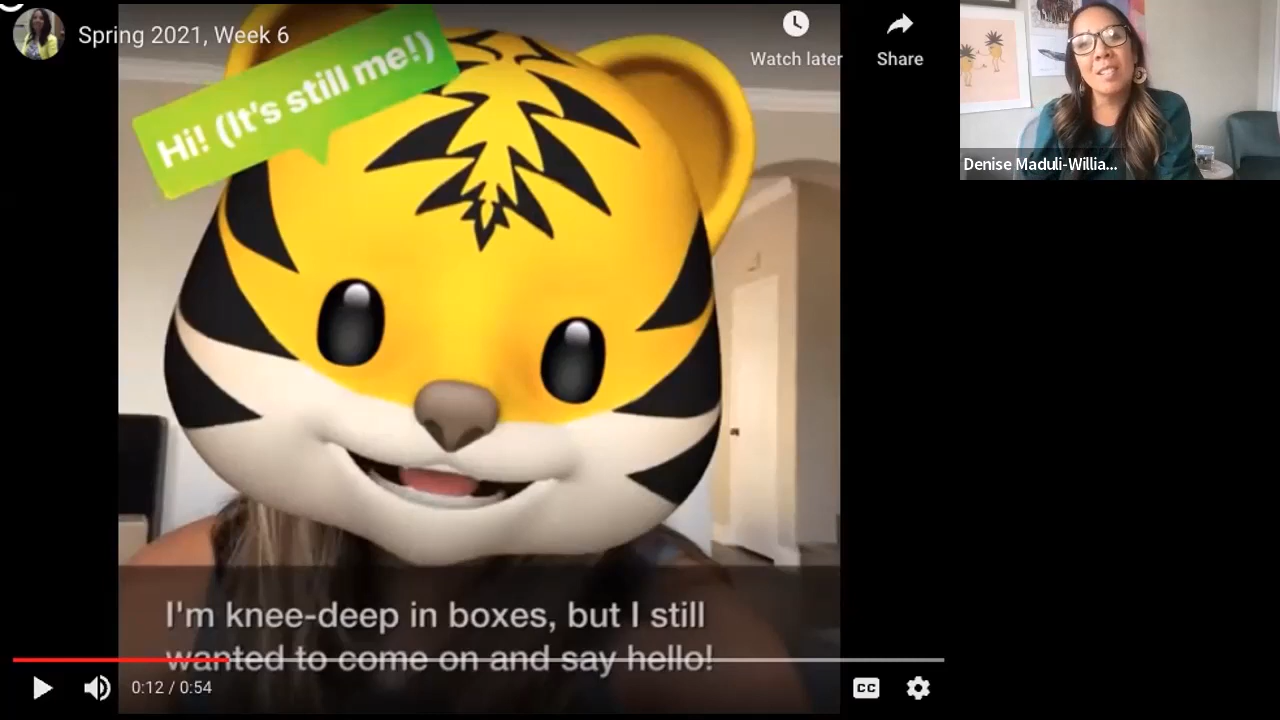 Spring 2021, Week 6
Hi! (It's still me!)
Watch later
Share
Denise Maduli-Willia...
I'm knee-deep in boxes, but I still
wanted to come on and say hello!
0:12 / 0:54
CC